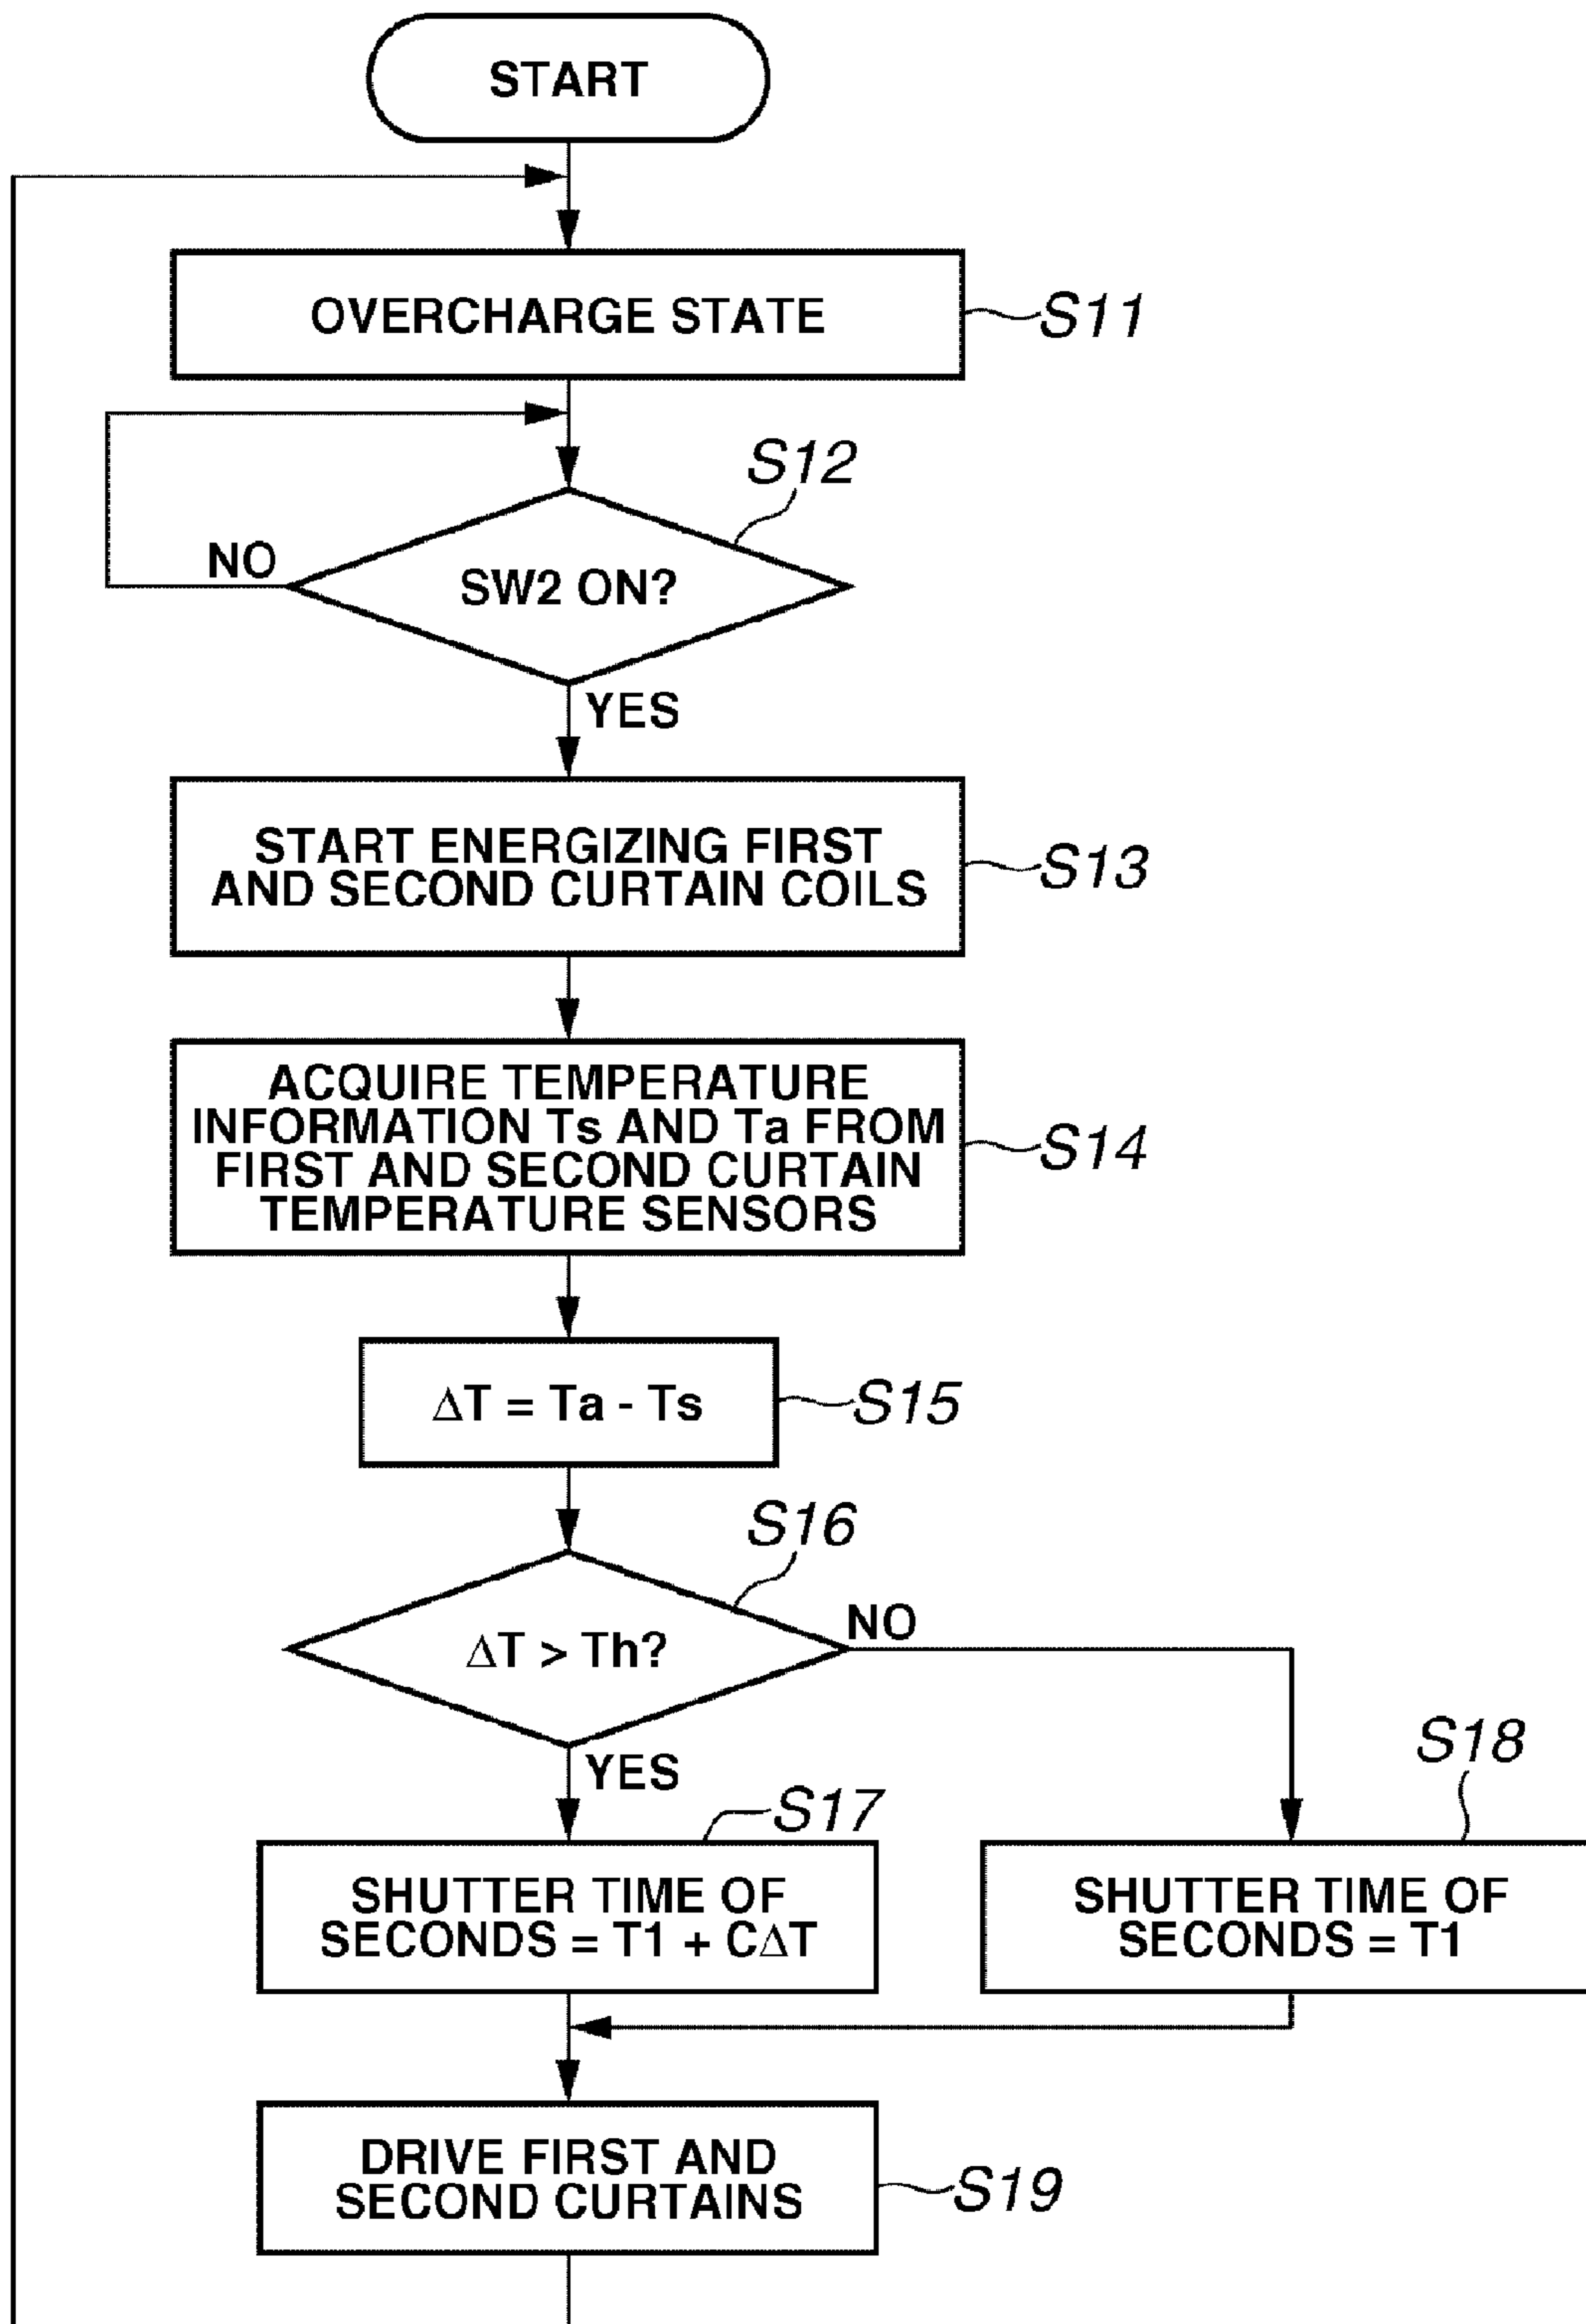 START
OVERCHARGE STATE
S11
S12
NO
SW2 ON?
YES
START ENERGIZING FIRST
AND SECOND CURTAIN COILS
S13
ACQUIRE TEMPERATURE
INFORMATION Ts AND Ta FROM
FIRST AND SECOND CURTAIN
TEMPERATURE SENSORS
S14
ΔT = Ta - Ts
S15
S16
NO
ΔT > Th?
YES
S17
S18
SHUTTER TIME OF
SECONDS = T1 + CΔT
SHUTTER TIME OF
SECONDS = T1
DRIVE FIRST AND
SECOND CURTAINS
S19